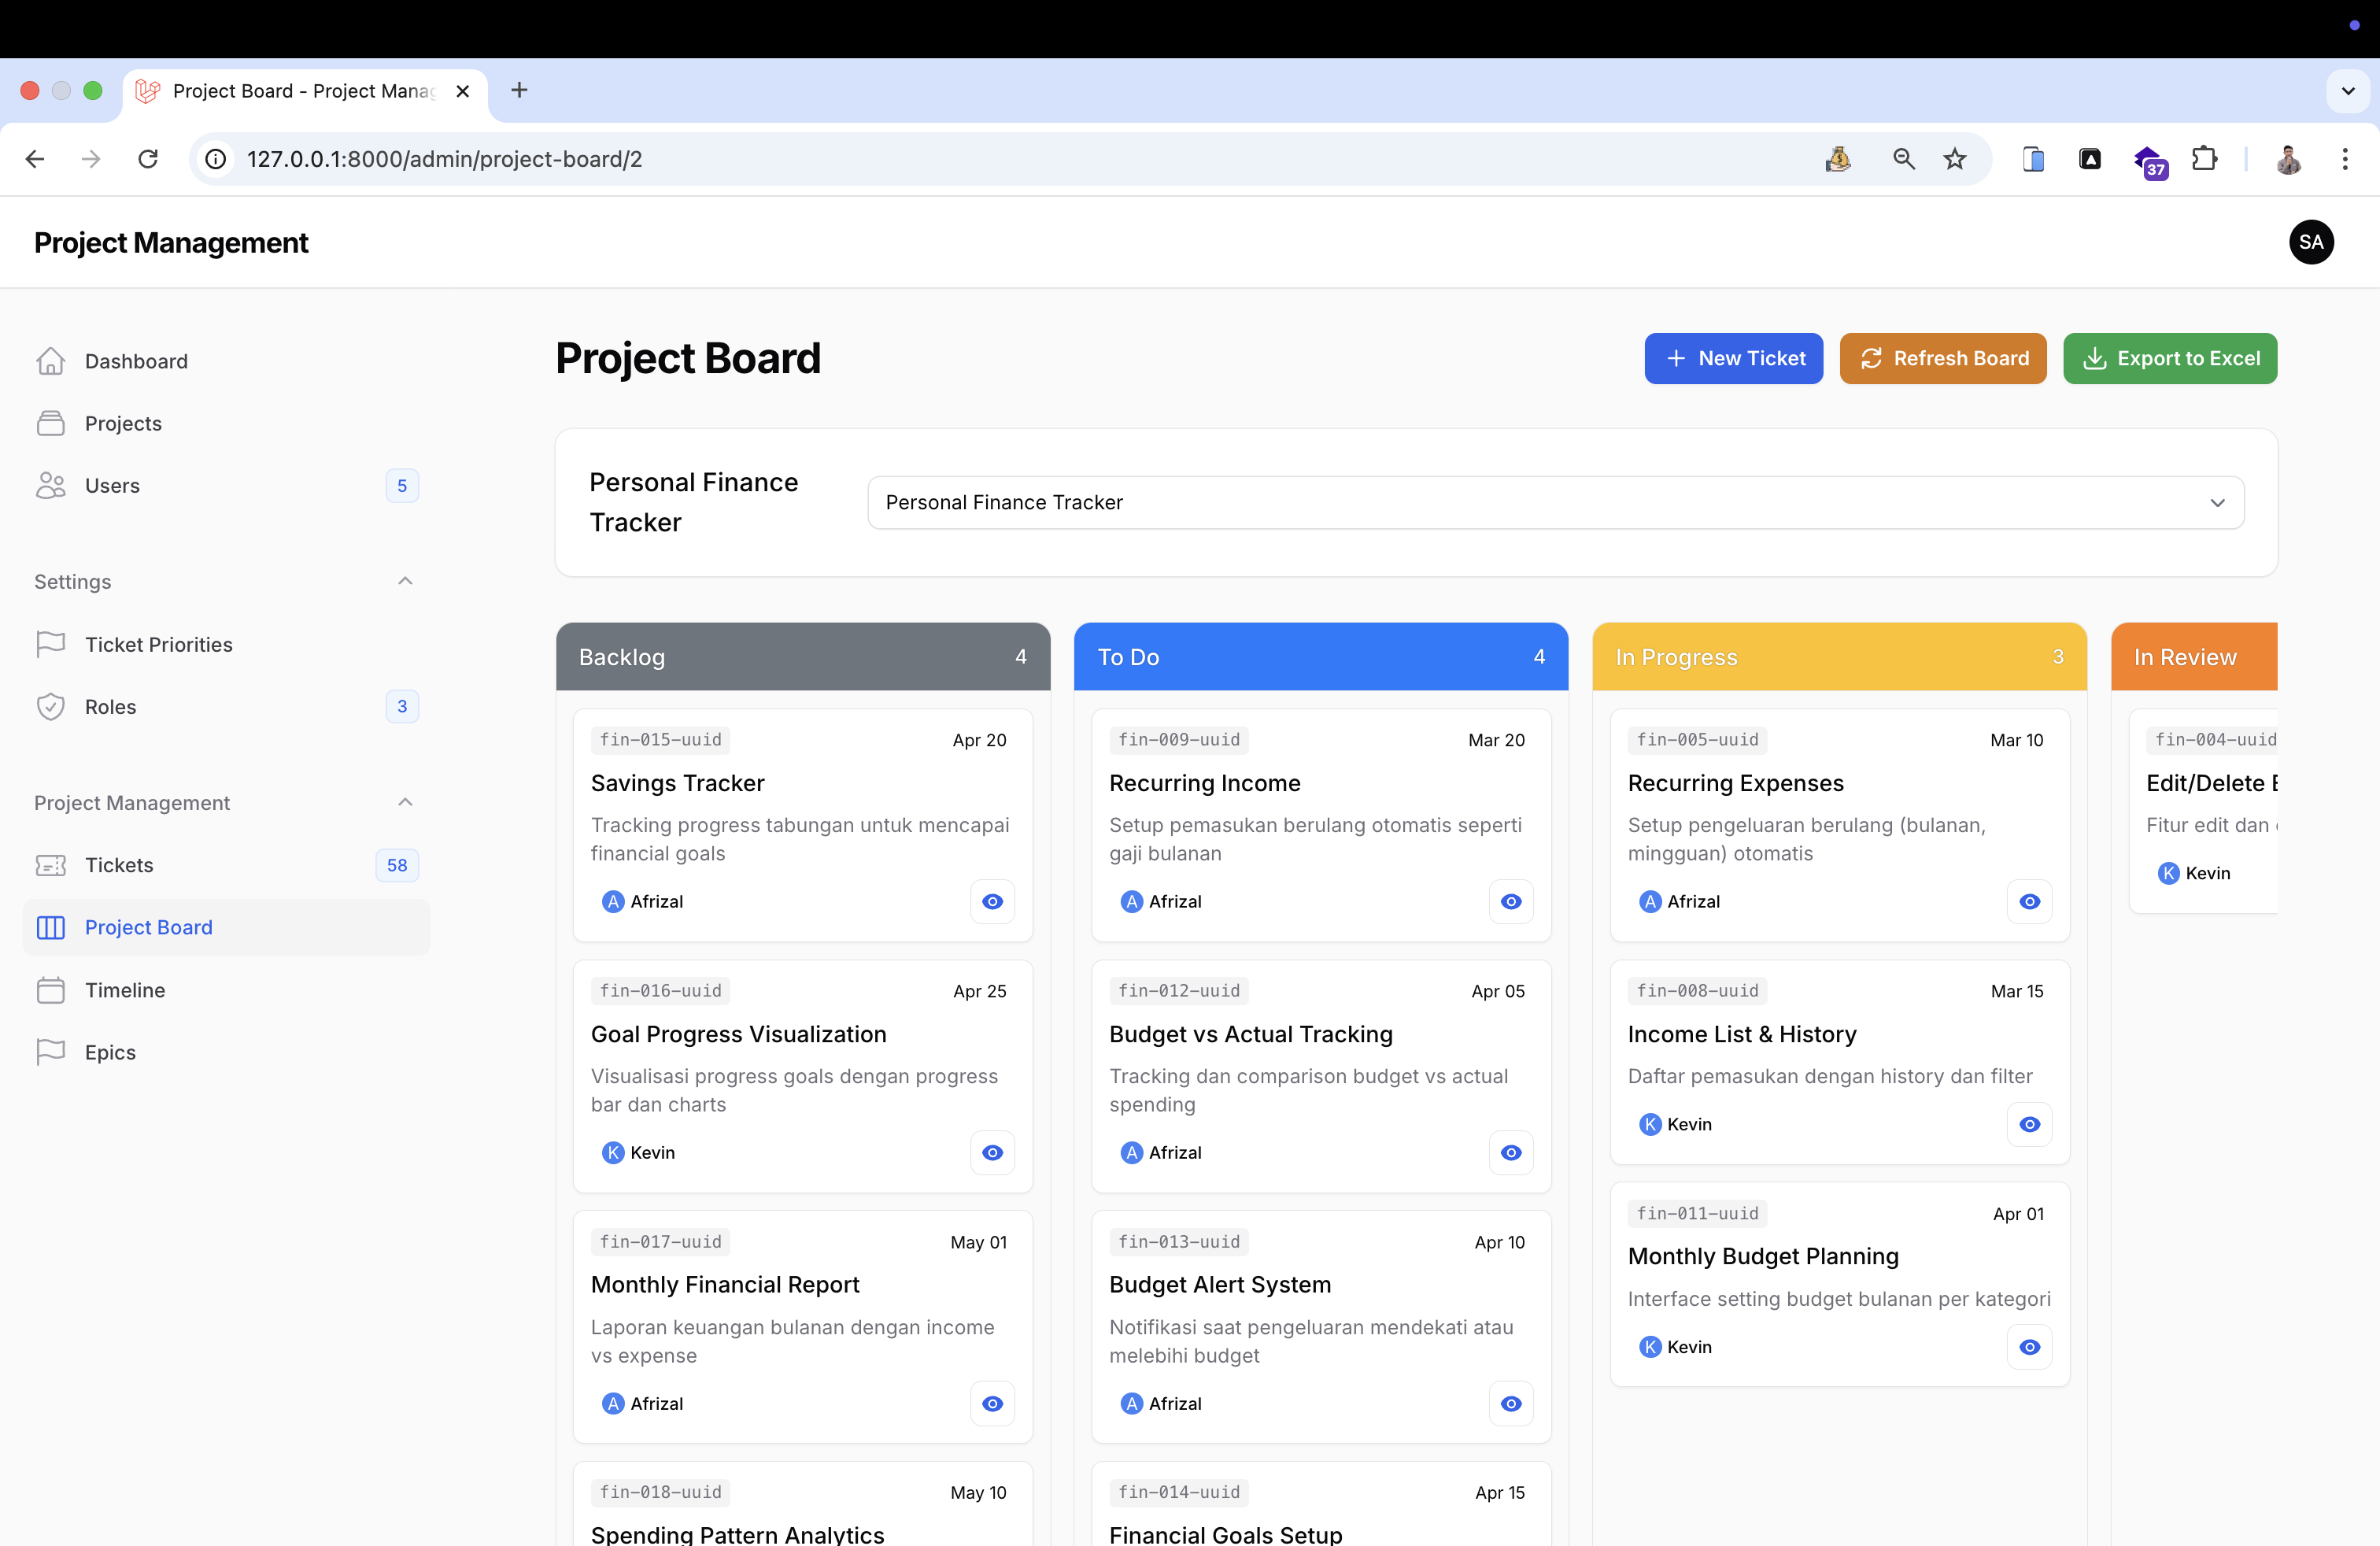 Project Board - Project Manag
127.0.0.1:8000/admin/project-board/2
37
Project Management
SA
Dashboard
Projects
Users
5
Settings
Ticket Priorities
Roles
3
Project Management
Tickets
58
Project Board
Timeline
Epics
Project Board
New Ticket
Refresh Board
Export to Excel
Personal Finance
Tracker
Personal Finance Tracker
Backlog
4
fin-015-uuid
Apr 20
Savings Tracker
Tracking progress tabungan untuk mencapai
financial goals
A
Afrizal
fin-016-uuid
Apr 25
Goal Progress Visualization
Visualisasi progress goals dengan progress
bar dan charts
K
Kevin
fin-017-uuid
May 01
Monthly Financial Report
Laporan keuangan bulanan dengan income
vs expense
A
Afrizal
fin-018-uuid
May 10
Spending Pattern Analytics
To Do
4
fin-009-uuid
Mar 20
Recurring Income
Setup pemasukan berulang otomatis seperti
gaji bulanan
A
Afrizal
fin-012-uuid
Apr 05
Budget vs Actual Tracking
Tracking dan comparison budget vs actual
spending
A
Afrizal
fin-013-uuid
Apr 10
Budget Alert System
Notifikasi saat pengeluaran mendekati atau
melebihi budget
A
Afrizal
fin-014-uuid
Apr 15
Financial Goals Setup
In Progress
3
fin-005-uuid
Mar 10
Recurring Expenses
Setup pengeluaran berulang (bulanan,
mingguan) otomatis
A
Afrizal
fin-008-uuid
Mar 15
Income List & History
Daftar pemasukan dengan history dan filter
K
Kevin
fin-011-uuid
Apr 01
Monthly Budget Planning
Interface setting budget bulanan per kategori
K
Kevin
In Review
fin-004-uuid
Edit/Delete
Fitur edit dan
K
Kevin